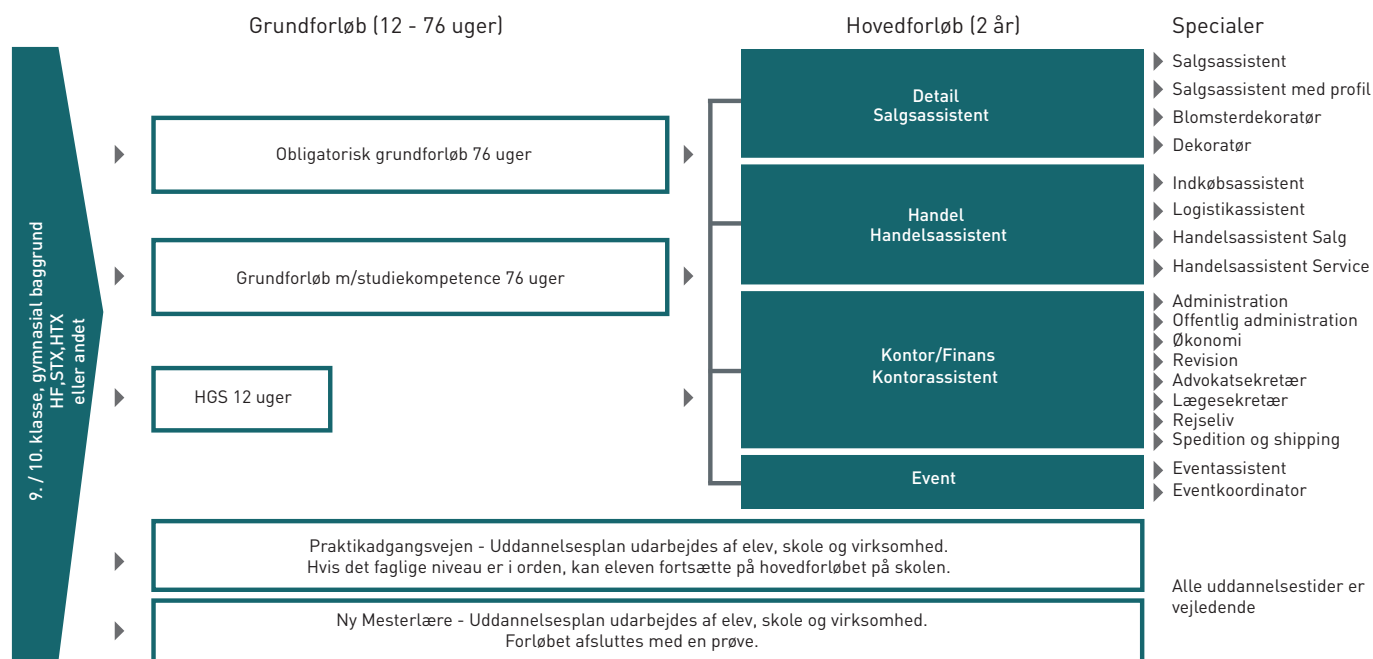 Grundforløb (12 - 76 uger)
Hovedforløb (2 år)
Specialer
9. / 10. klasse, gymnasial baggrund
HF,STX,HTX
eller andet
Obligatorisk grundforløb 76 uger
Grundforløb m/studiekompetence 76 uger
HGS 12 uger
Detail
Salgsassistent
Salgsassistent
Salgsassistent med profil
Blomsterdekoratør
Dekoratør
Handel
Handelsassistent
Indkøbsassistent
Logistikassistent
Handelsassistent Salg
Handelsassistent Service
Kontor/Finans
Kontorassistent
Administration
Offentlig administration
Økonomi
Revision
Advokatsekretær
Lægesekretær
Rejseliv
Spedition og shipping
Event
Eventassistent
Eventkoordinator
Praktikadgangsvejen - Uddannelsesplan udarbejdes af elev, skole og virksomhed.
Hvis det faglige niveau er i orden, kan eleven fortsætte på hovedforløbet på skolen.
Ny Mesterlære - Uddannelsesplan udarbejdes af elev, skole og virksomhed.
Forløbet afsluttes med en prøve.
Alle uddannelsestider er
vejledende